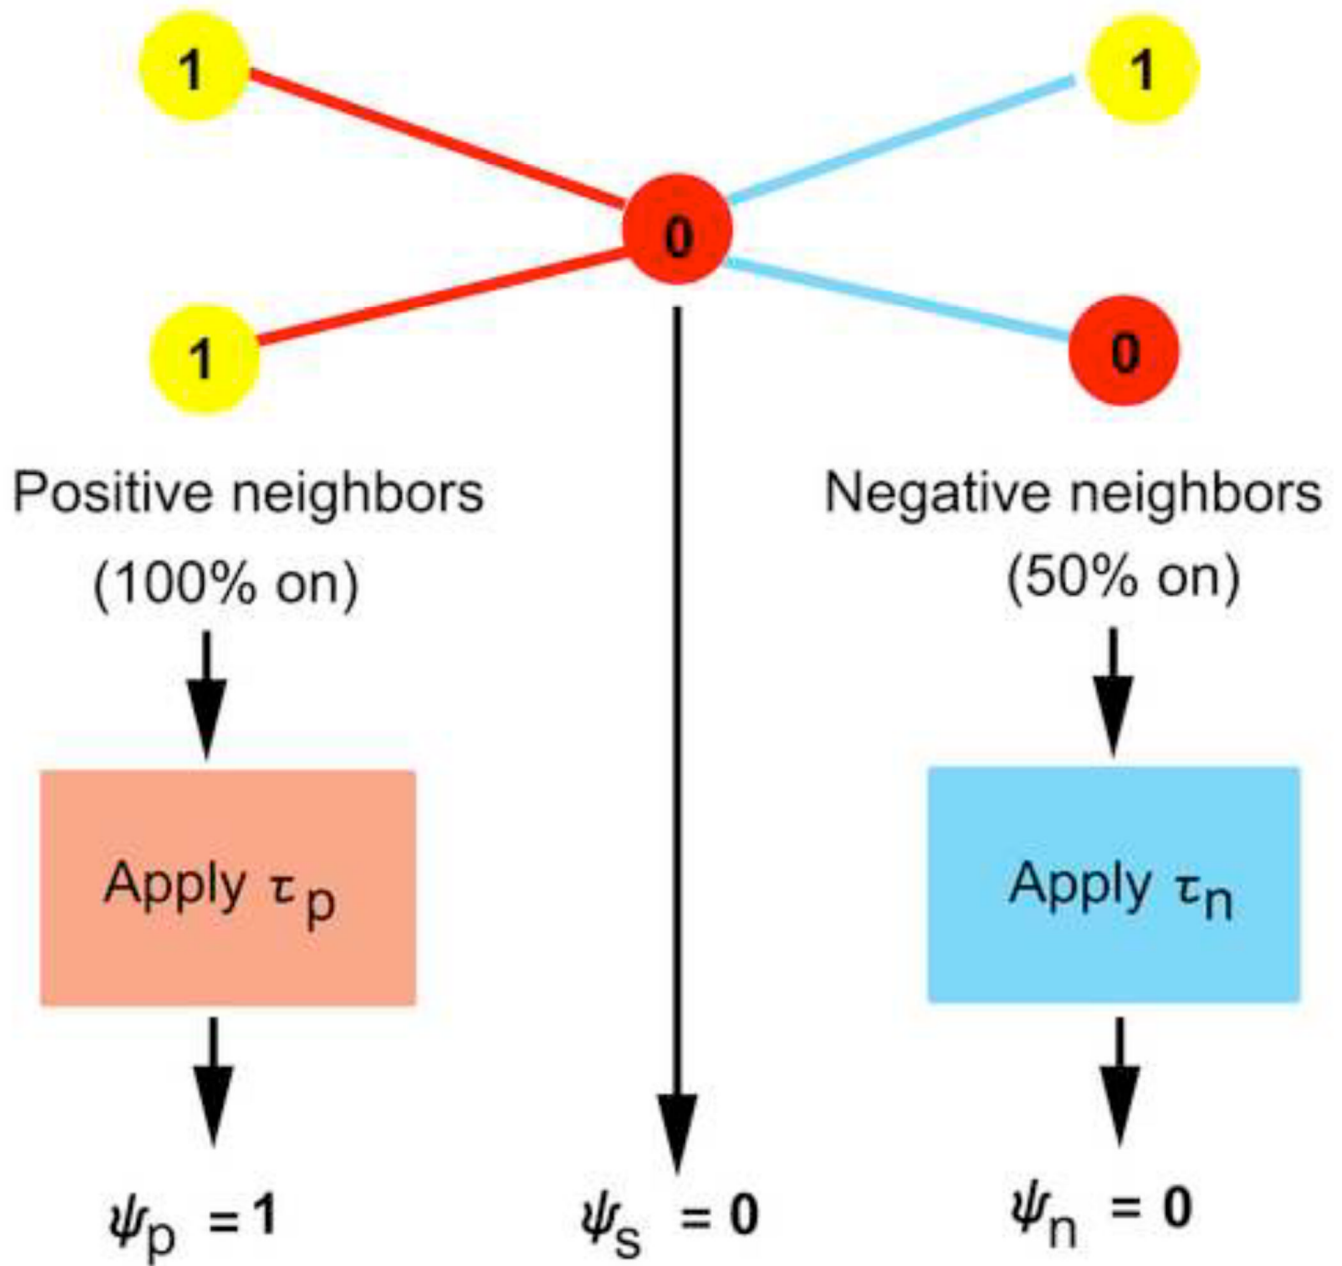 1
1
0
1
0
Positive neighbors
(100% on)
Negative neighbors
(50% on)
Apply τp
Apply τn
ψp = 1
ψs = 0
ψn = 0